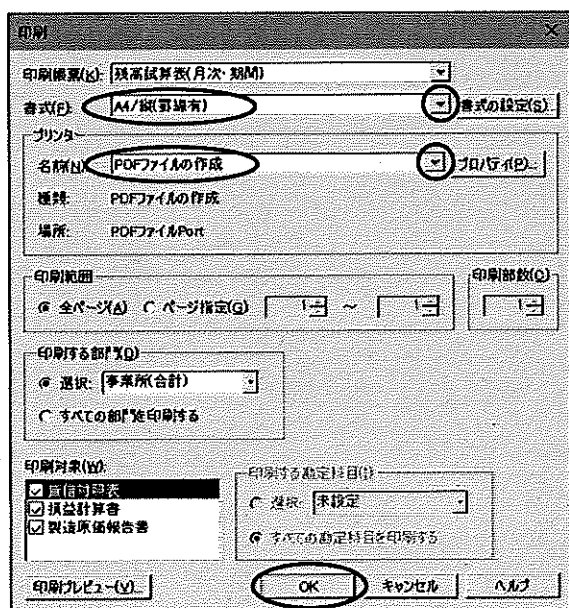 印刷
印刷帳票(K): 残高試算表(月次・期間)
書式(F): A4/縦(罫線有) 書式の設定(S)...
プリンター
名前(N): PDFファイルの作成 プロパティ(P)...
種類: PDFファイルの作成
場所: PDFファイルPort
印刷範囲 印刷部数(C)
全ページ(A) ページ指定(G) 1 ～ 1 1
印刷する部門(D)
選択: 事業所(合計)
すべての部門を印刷する
印刷対象(W): 印刷する勘定科目(I)
貸借対照表 選択: 未設定
損益計算書
製造原価報告書 すべての勘定科目を印刷する
印刷プレビュー(V)... OK キャンセル ヘルプ